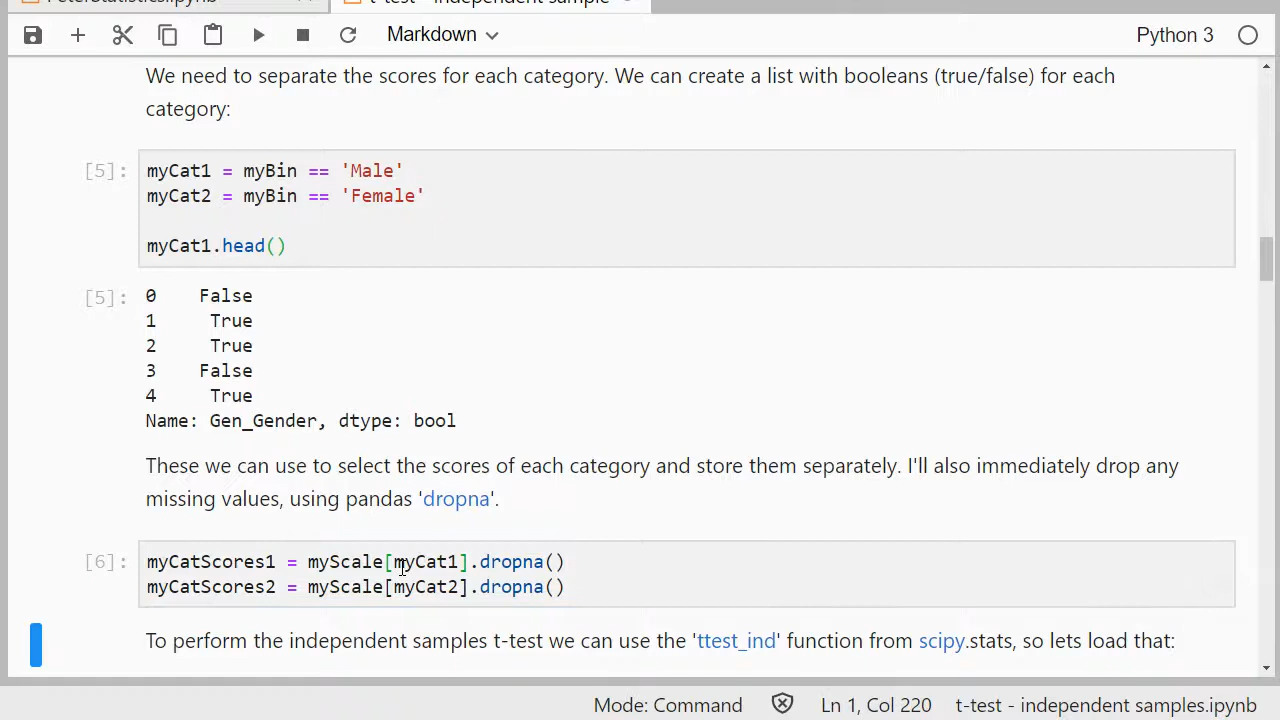 PeterStatistics.ipynb
t-test - independent sample
Markdown
Python 3
We need to separate the scores for each category. We can create a list with booleans (true/false) for each
category:
[5]:
myCat1 = myBin == 'Male'
myCat2 = myBin == 'Female'
myCat1.head()
[5]:
0 False
1 True
2 True
3 False
4 True
Name: Gen_Gender, dtype: bool
These we can use to select the scores of each category and store them separately. I'll also immediately drop any
missing values, using pandas 'dropna'.
[6]:
myCatScores1 = myScale[myCat1].dropna()
myCatScores2 = myScale[myCat2].dropna()
To perform the independent samples t-test we can use the 'ttest_ind' function from scipy.stats, so lets load that:
Mode: Command
Ln 1, Col 220
t-test - independent samples.ipynb